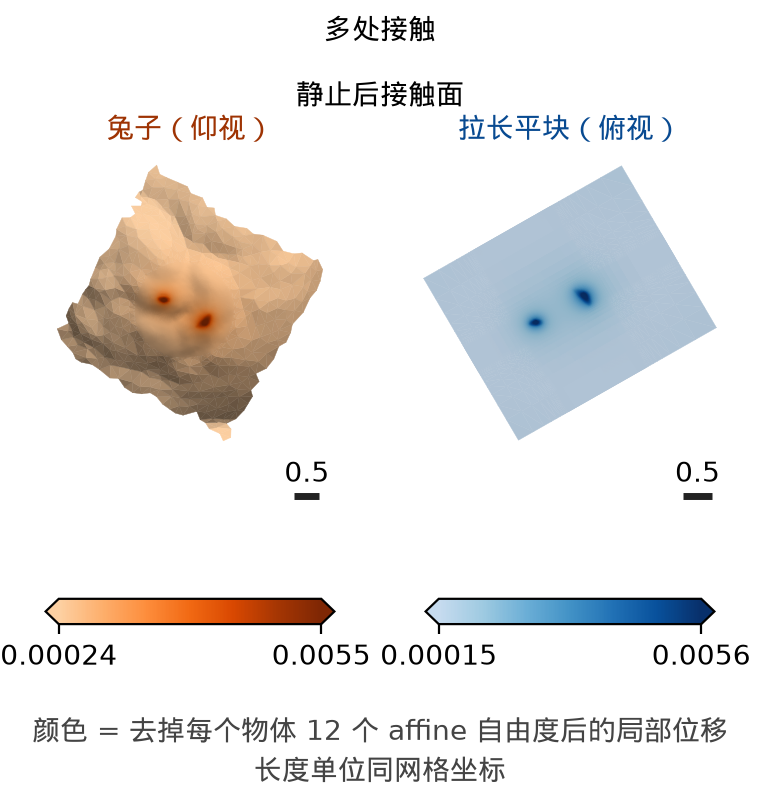 多处接触
静止后接触面
兔子（仰视）
拉长平块（俯视）
0.5
0.5
0.00024
0.0055
0.00015
0.0056
颜色 = 去掉每个物体 12 个 affine 自由度后的局部位移
长度单位同网格坐标